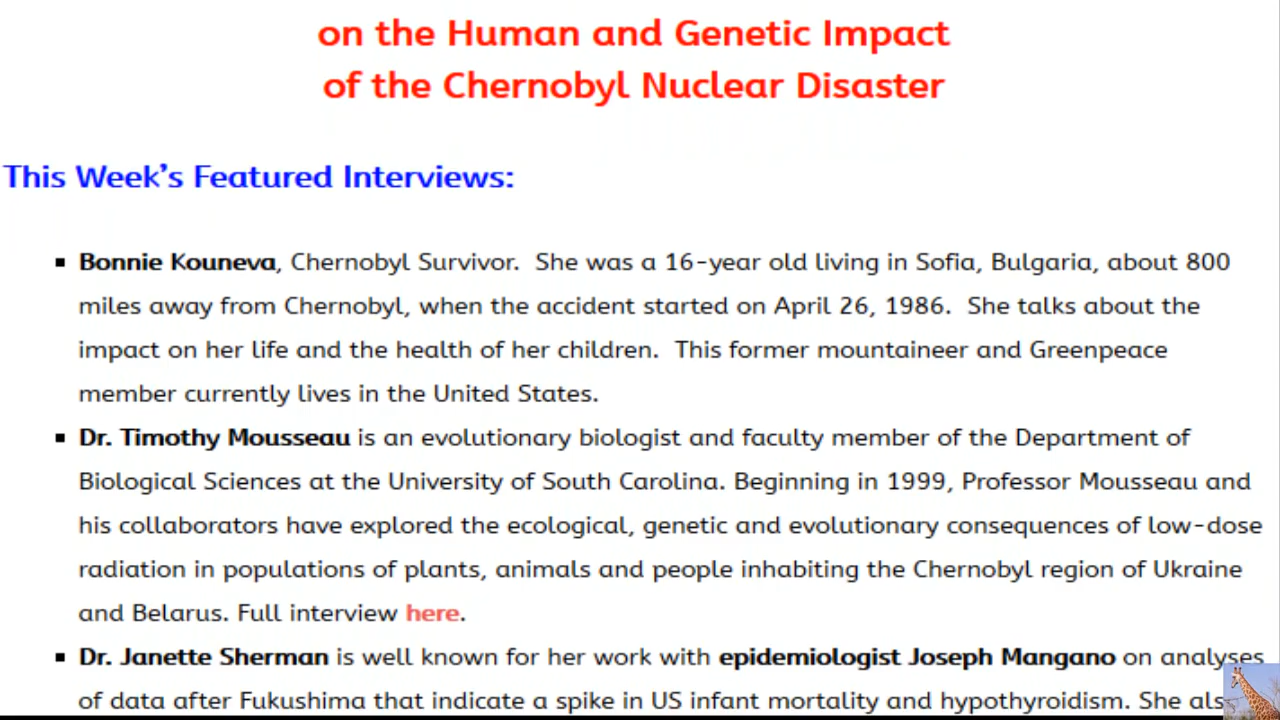 on the Human and Genetic Impact
of the Chernobyl Nuclear Disaster
This Week's Featured Interviews:
Bonnie Kouneva, Chernobyl Survivor.  She was a 16-year old living in Sofia, Bulgaria, about 800
miles away from Chernobyl, when the accident started on April 26, 1986.  She talks about the
impact on her life and the health of her children.  This former mountaineer and Greenpeace
member currently lives in the United States.
Dr. Timothy Mousseau is an evolutionary biologist and faculty member of the Department of
Biological Sciences at the University of South Carolina. Beginning in 1999, Professor Mousseau and
his collaborators have explored the ecological, genetic and evolutionary consequences of low-dose
radiation in populations of plants, animals and people inhabiting the Chernobyl region of Ukraine
and Belarus. Full interview here.
Dr. Janette Sherman is well known for her work with epidemiologist Joseph Mangano on analyses
of data after Fukushima that indicate a spike in US infant mortality and hypothyroidism. She